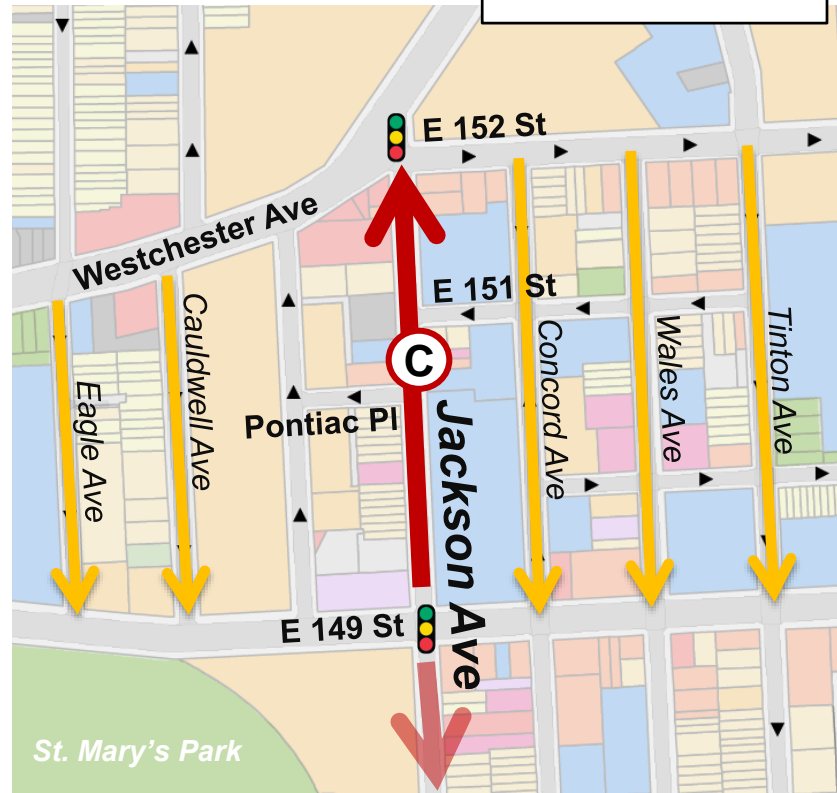 E 152 St
Westchester Ave
E 151 St
Cauldwell Ave
Concord Ave
Wales Ave
Tinton Ave
C
Eagle Ave
Pontiac Pl
Jackson Ave
E 149 St
St. Mary's Park